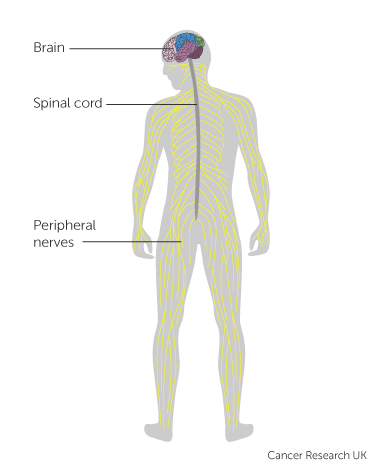 Brain
Spinal cord
Peripheral
nerves
Cancer Research UK